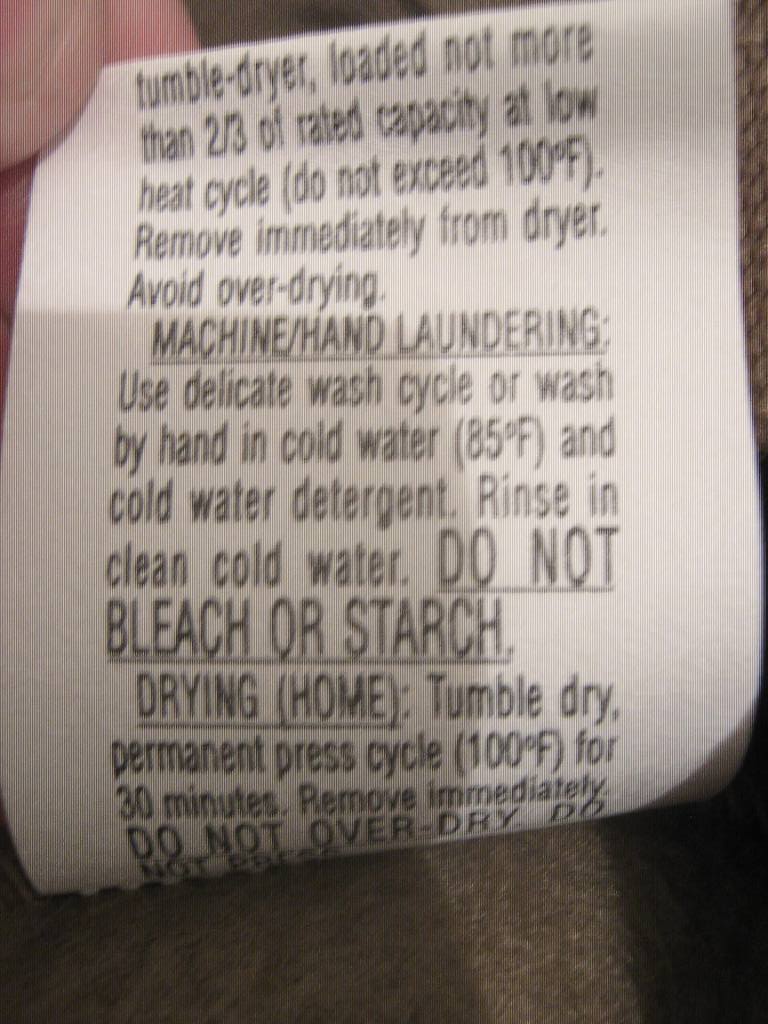 tumble-dryer, loaded not more
than 2/3 of rated capacity at low
heat cycle (do not exceed 100°F).
Remove immediately from dryer.
Avoid over-drying.
MACHINE/HAND LAUNDERING:
Use delicate wash cycle or wash
by hand in cold water (85°F) and
cold water detergent. Rinse in
clean cold water. DO NOT
BLEACH OR STARCH.
DRYING (HOME): Tumble dry,
permanent press cycle (100°F) for
30 minutes. Remove immediately.
DO NOT OVER-DRY DO
NOT PRESS